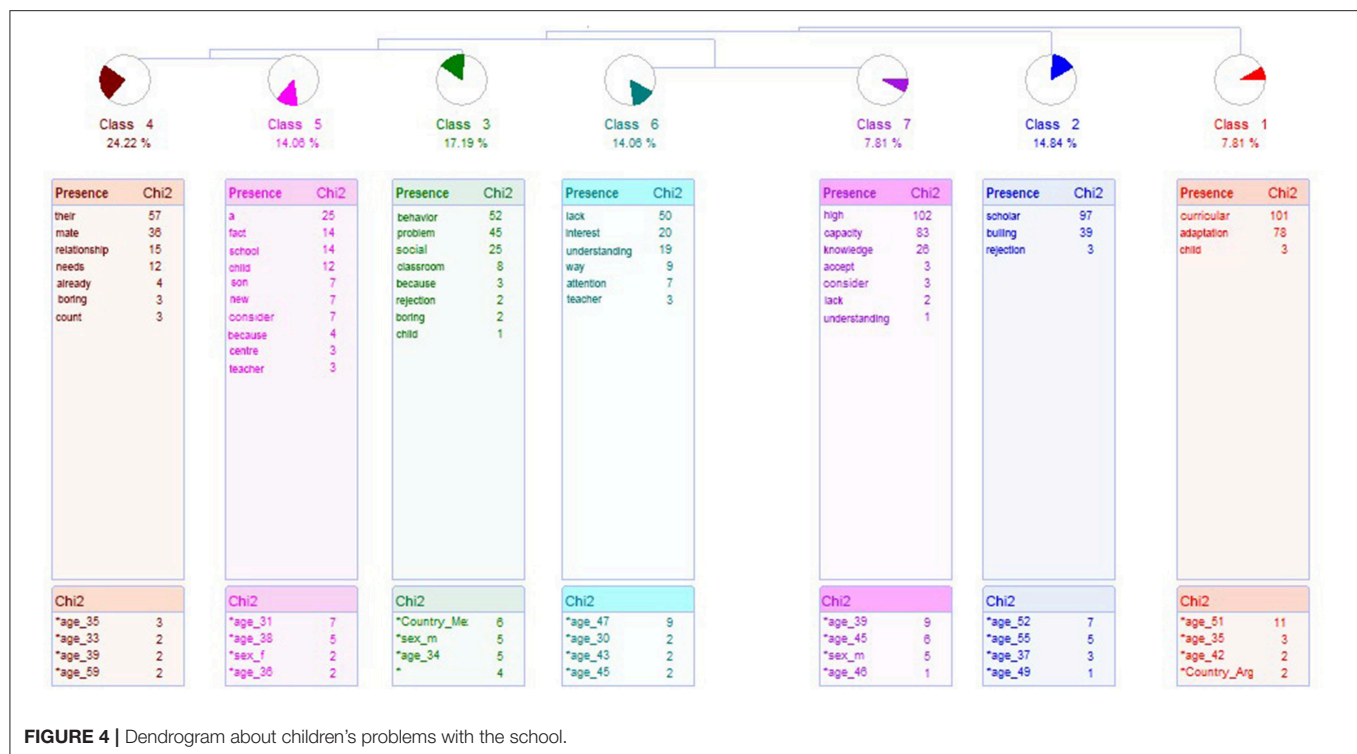 Class 4
24.22 %
Class 5
14.06 %
Class 3
17.19 %
Class 6
14.06 %
Class 7
7.81 %
Class 2
14.84 %
Class 1
7.81 %
Presence Chi2
their 57
mate 36
relationship 15
needs 12
already 4
boring 3
count 3
Presence Chi2
a 25
fact 14
school 14
child 12
son 7
new 7
consider 7
because 4
centre 3
teacher 3
Presence Chi2
behavior 52
problem 45
social 25
classroom 8
because 3
rejection 2
boring 2
child 1
Presence Chi2
lack 50
interest 20
understanding 19
way 9
attention 7
teacher 3
Presence Chi2
high 102
capacity 83
knowledge 26
accept 3
consider 3
lack 2
understanding 1
Presence Chi2
scholar 97
bulling 39
rejection 3
Presence Chi2
curricular 101
adaptation 78
child 3
Chi2
*age_35 3
*age_33 2
*age_39 2
*age_59 2
Chi2
*age_31 7
*age_38 5
*sex_f 2
*age_36 2
Chi2
*Country_Me: 6
*sex_m 5
*age_34 5
* 4
Chi2
*age_47 9
*age_30 2
*age_43 2
*age_45 2
Chi2
*age_39 9
*age_45 6
*sex_m 5
*age_46 1
Chi2
*age_52 7
*age_55 5
*age_37 3
*age_49 1
Chi2
*age_51 11
*age_35 3
*age_42 2
*Country_Arg 2
FIGURE 4 | Dendrogram about children's problems with the school.